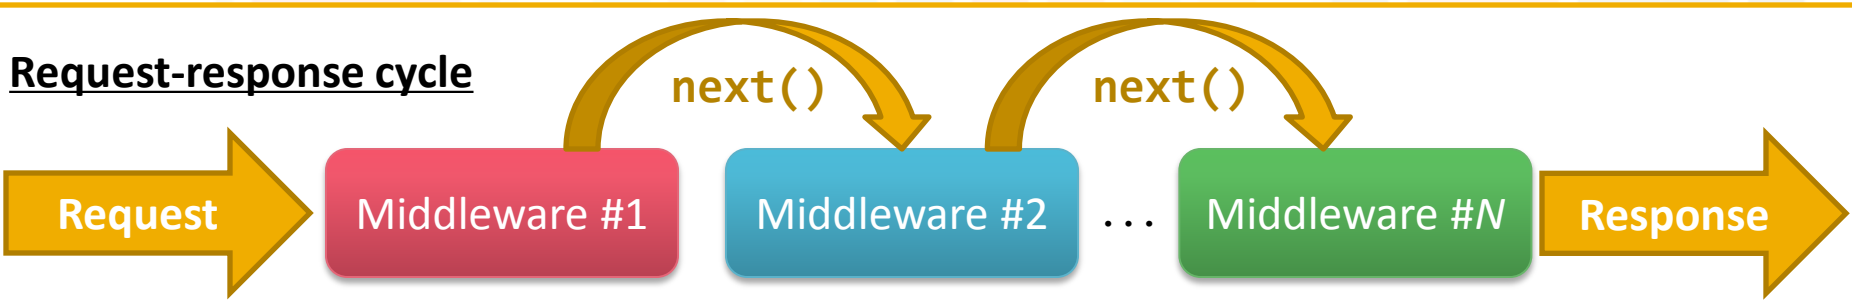 Request-response cycle
next()
next()
Request
Middleware #1
Middleware #2
...
Middleware #N
Response